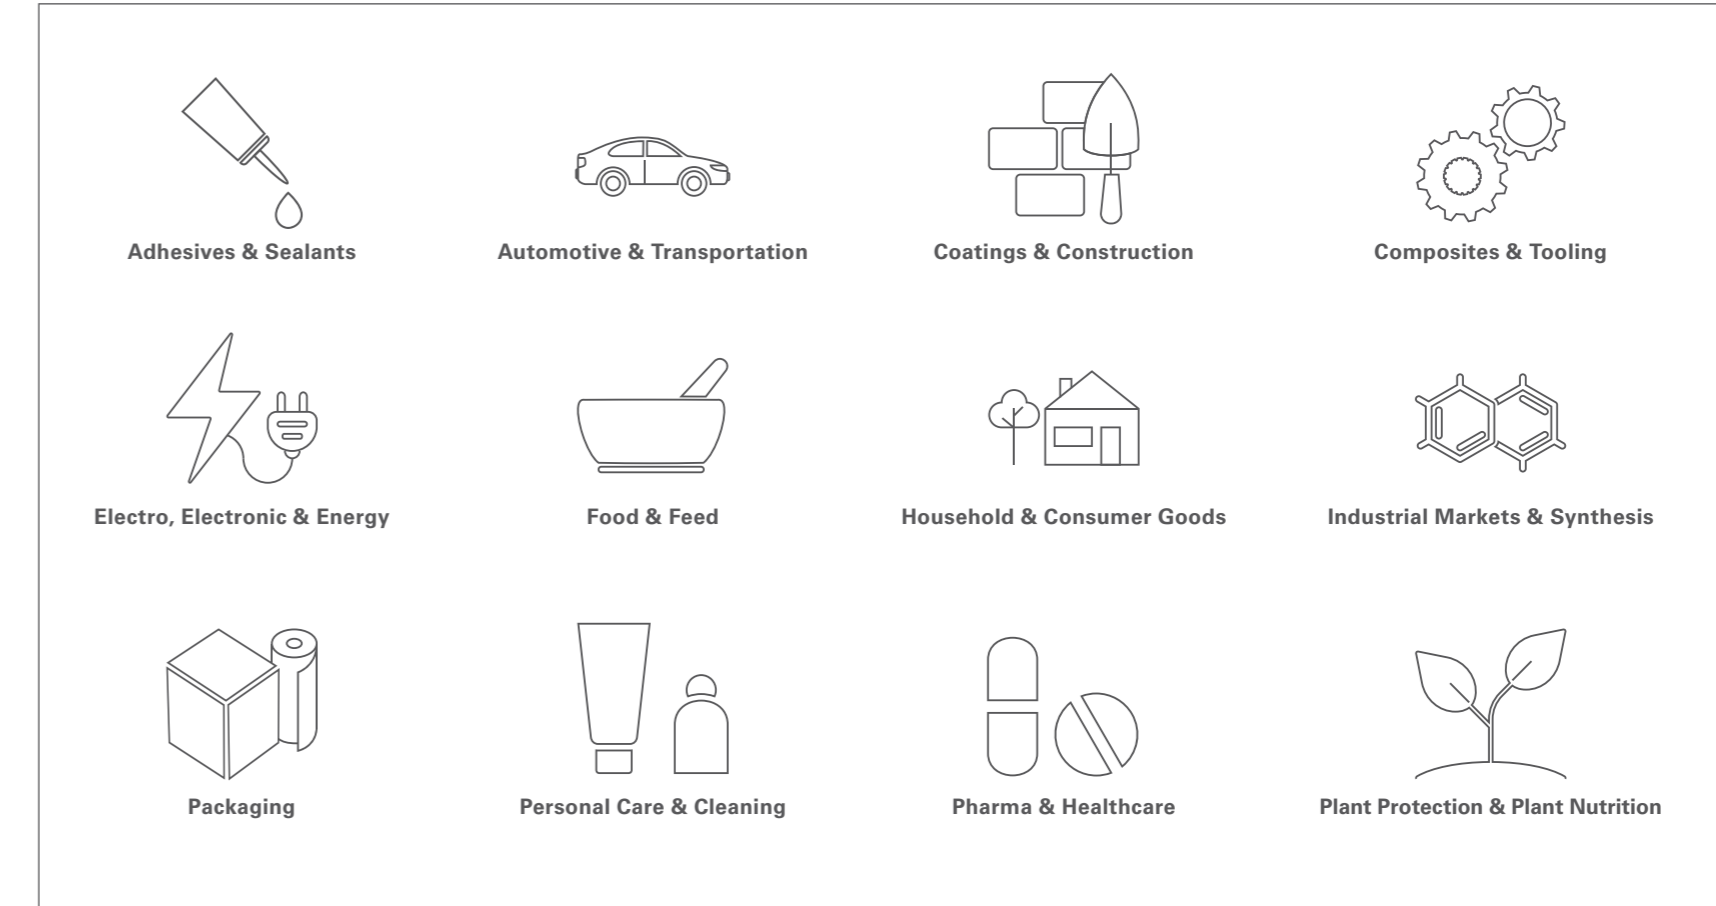 Adhesives & Sealants
Automotive & Transportation
Coatings & Construction
Composites & Tooling
Electro, Electronic & Energy
Food & Feed
Household & Consumer Goods
Industrial Markets & Synthesis
Packaging
Personal Care & Cleaning
Pharma & Healthcare
Plant Protection & Plant Nutrition